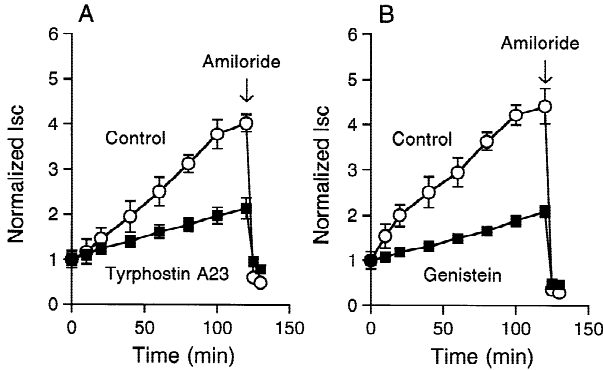 A
Normalized Isc
6
5
4
3
2
1
0
Amiloride
Control
Tyrphostin A23
0 50 100 150
Time (min)
B
Normalized Isc
6
5
4
3
2
1
0
Amiloride
Control
Genistein
0 50 100 150
Time (min)